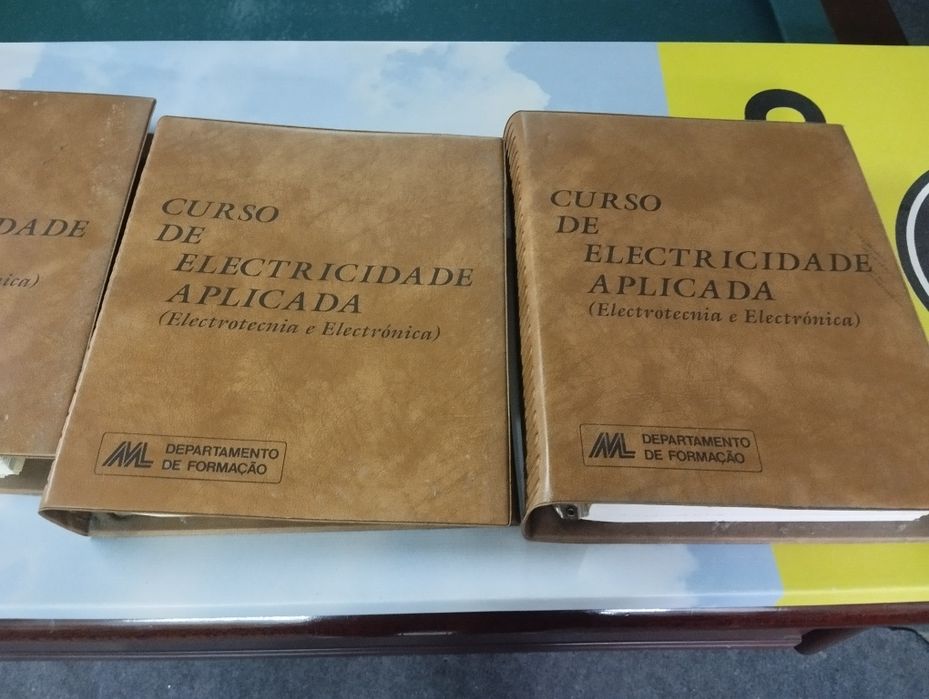 DADE
nica)
CURSO
DE
ELECTRICIDADE
APLICADA
(Electrotecnia e Electrónica)
DEPARTAMENTO
DE FORMAÇÃO
CURSO
DE
ELECTRICIDADE
APLICADA
(Electrotecnia e Electrónica)
DEPARTAMENTO
DE FORMAÇÃO